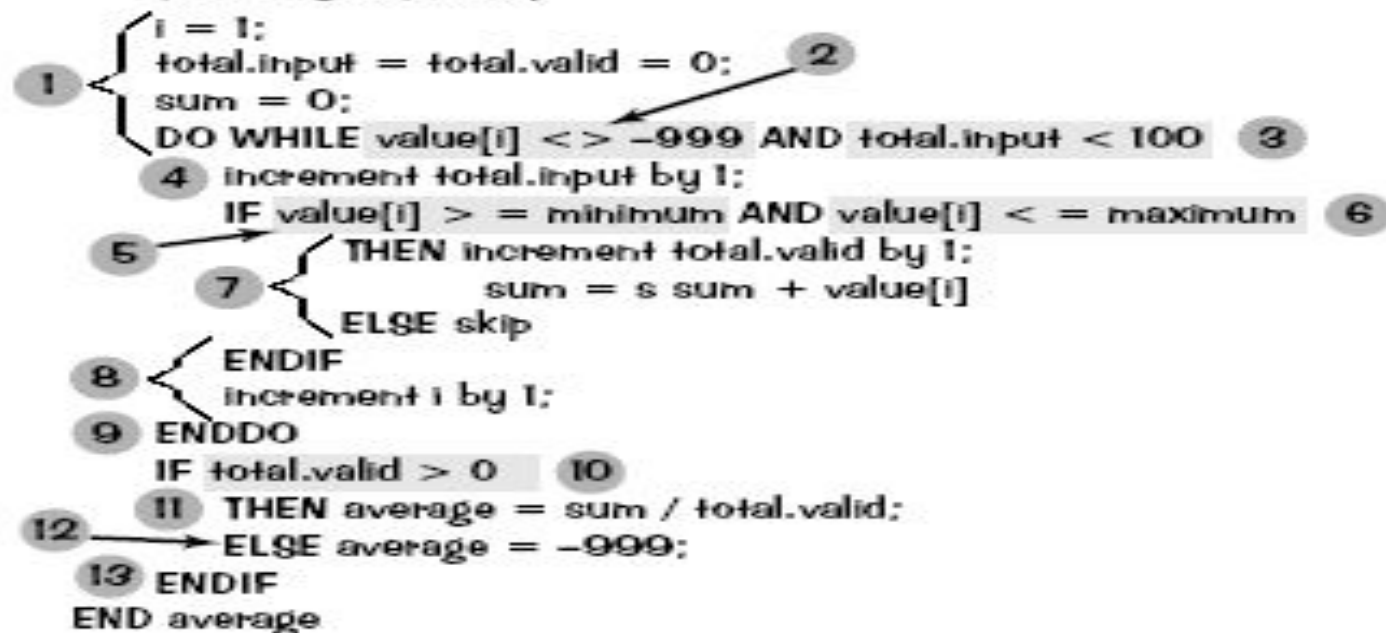 i = 1;
total.input = total.valid = 0;
2
1
sum = 0;
DO WHILE value[i] <> -999 AND total.input < 100 3
4 increment total.input by 1;
IF value[i] > = minimum AND value[i] < = maximum 6
5
THEN increment total.valid by 1;
7
sum = s sum + value[i]
ELSE skip
ENDIF
8
increment i by 1;
9 ENDDO
IF total.valid > 0 10
11 THEN average = sum / total.valid;
12
ELSE average = -999;
13 ENDIF
END average